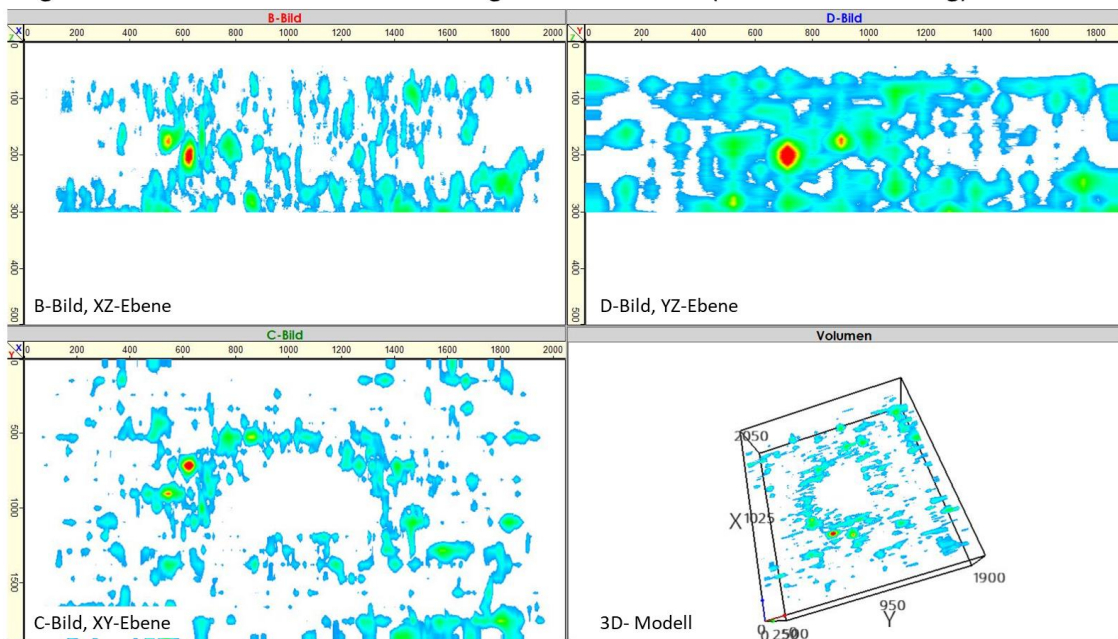 B-Bild
D-Bild
X
Z
0 200 400 600 800 1000 1200 1400 1600 1800 2000
Y
Z
0 200 400 600 800 1000 1200 1400 1600 1800
0
100
200
300
400
500
0
100
200
300
400
500
B-Bild, XZ-Ebene
D-Bild, YZ-Ebene
C-Bild
Volumen
X
Y
0 200 400 600 800 1000 1200 1400 1600 1800 2000
0
500
1000
1500
2050
X 1025
1900
950
Y
C-Bild, XY-Ebene
3D- Modell